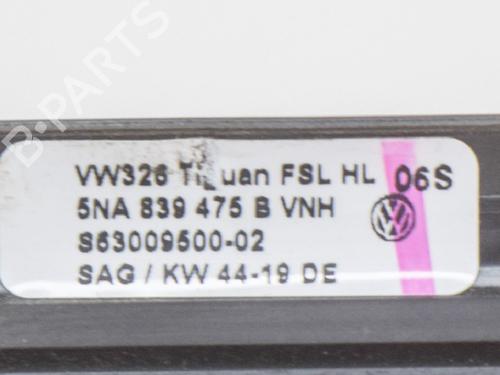 VW326 Tiguan FSL HL 06S
5NA 839 475 B VNH
S63009500-02
SAG / KW 44-19 DE
B-PARTS